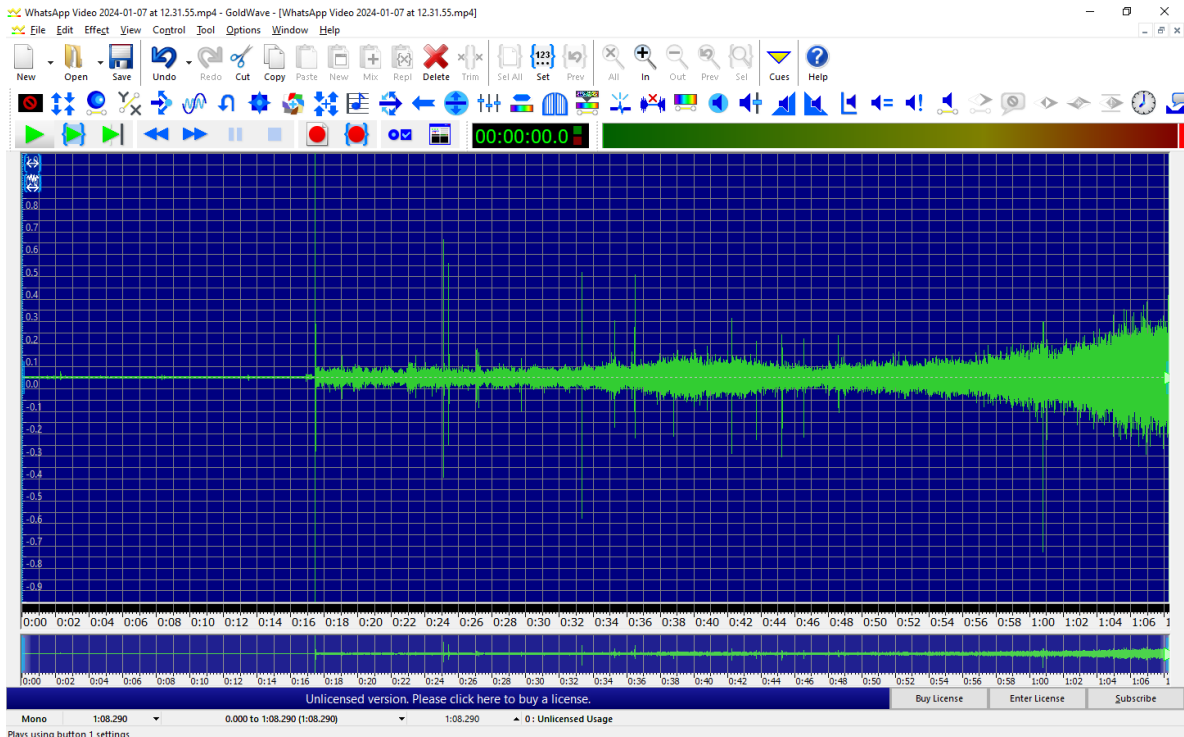 WhatsApp Video 2024-01-07 at 12.31.55.mp4 - GoldWave - [WhatsApp Video 2024-01-07 at 12.31.55.mp4]
File Edit Effect View Control Tool Options Window Help
New Open Save Undo Redo Cut Copy Paste New Mix Repl Delete Trim Sel All Set Prev All In Out Prev Sel Cues Help
00:00:00.0
0.8
0.7
0.6
0.5
0.4
0.3
0.2
0.1
0.0
-0.1
-0.2
-0.3
-0.4
-0.5
-0.6
-0.7
-0.8
-0.9
0:00 0:02 0:04 0:06 0:08 0:10 0:12 0:14 0:16 0:18 0:20 0:22 0:24 0:26 0:28 0:30 0:32 0:34 0:36 0:38 0:40 0:42 0:44 0:46 0:48 0:50 0:52 0:54 0:56 0:58 1:00 1:02 1:04 1:06 1
0:00 0:02 0:04 0:06 0:08 0:10 0:12 0:14 0:16 0:18 0:20 0:22 0:24 0:26 0:28 0:30 0:32 0:34 0:36 0:38 0:40 0:42 0:44 0:46 0:48 0:50 0:52 0:54 0:56 0:58 1:00 1:02 1:04 1:06 1
Unlicensed version. Please click here to buy a license. Buy License Enter License Subscribe
Mono 1:08.290 0.000 to 1:08.290 (1:08.290) 1:08.290 0 : Unlicensed Usage
Plays using button 1 settings